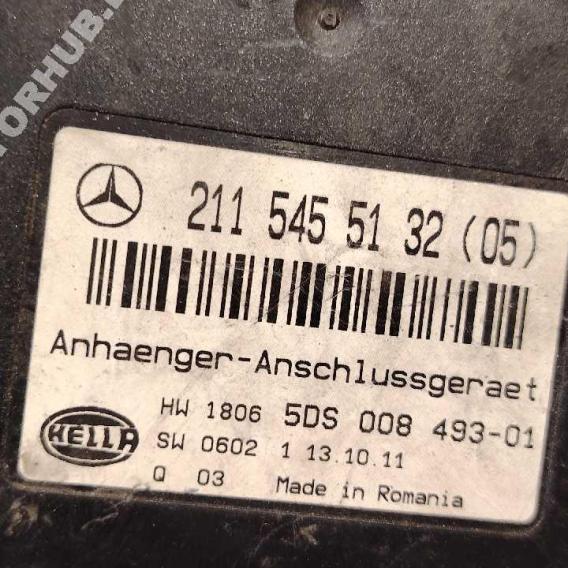 TORHUB.
211 545 51 32 (05)
Anhaenger-Anschlussgeraet
HW 1806 5DS 008 493-01
HELLA
SW 0602 1 13.10.11
Q 03 Made in Romania